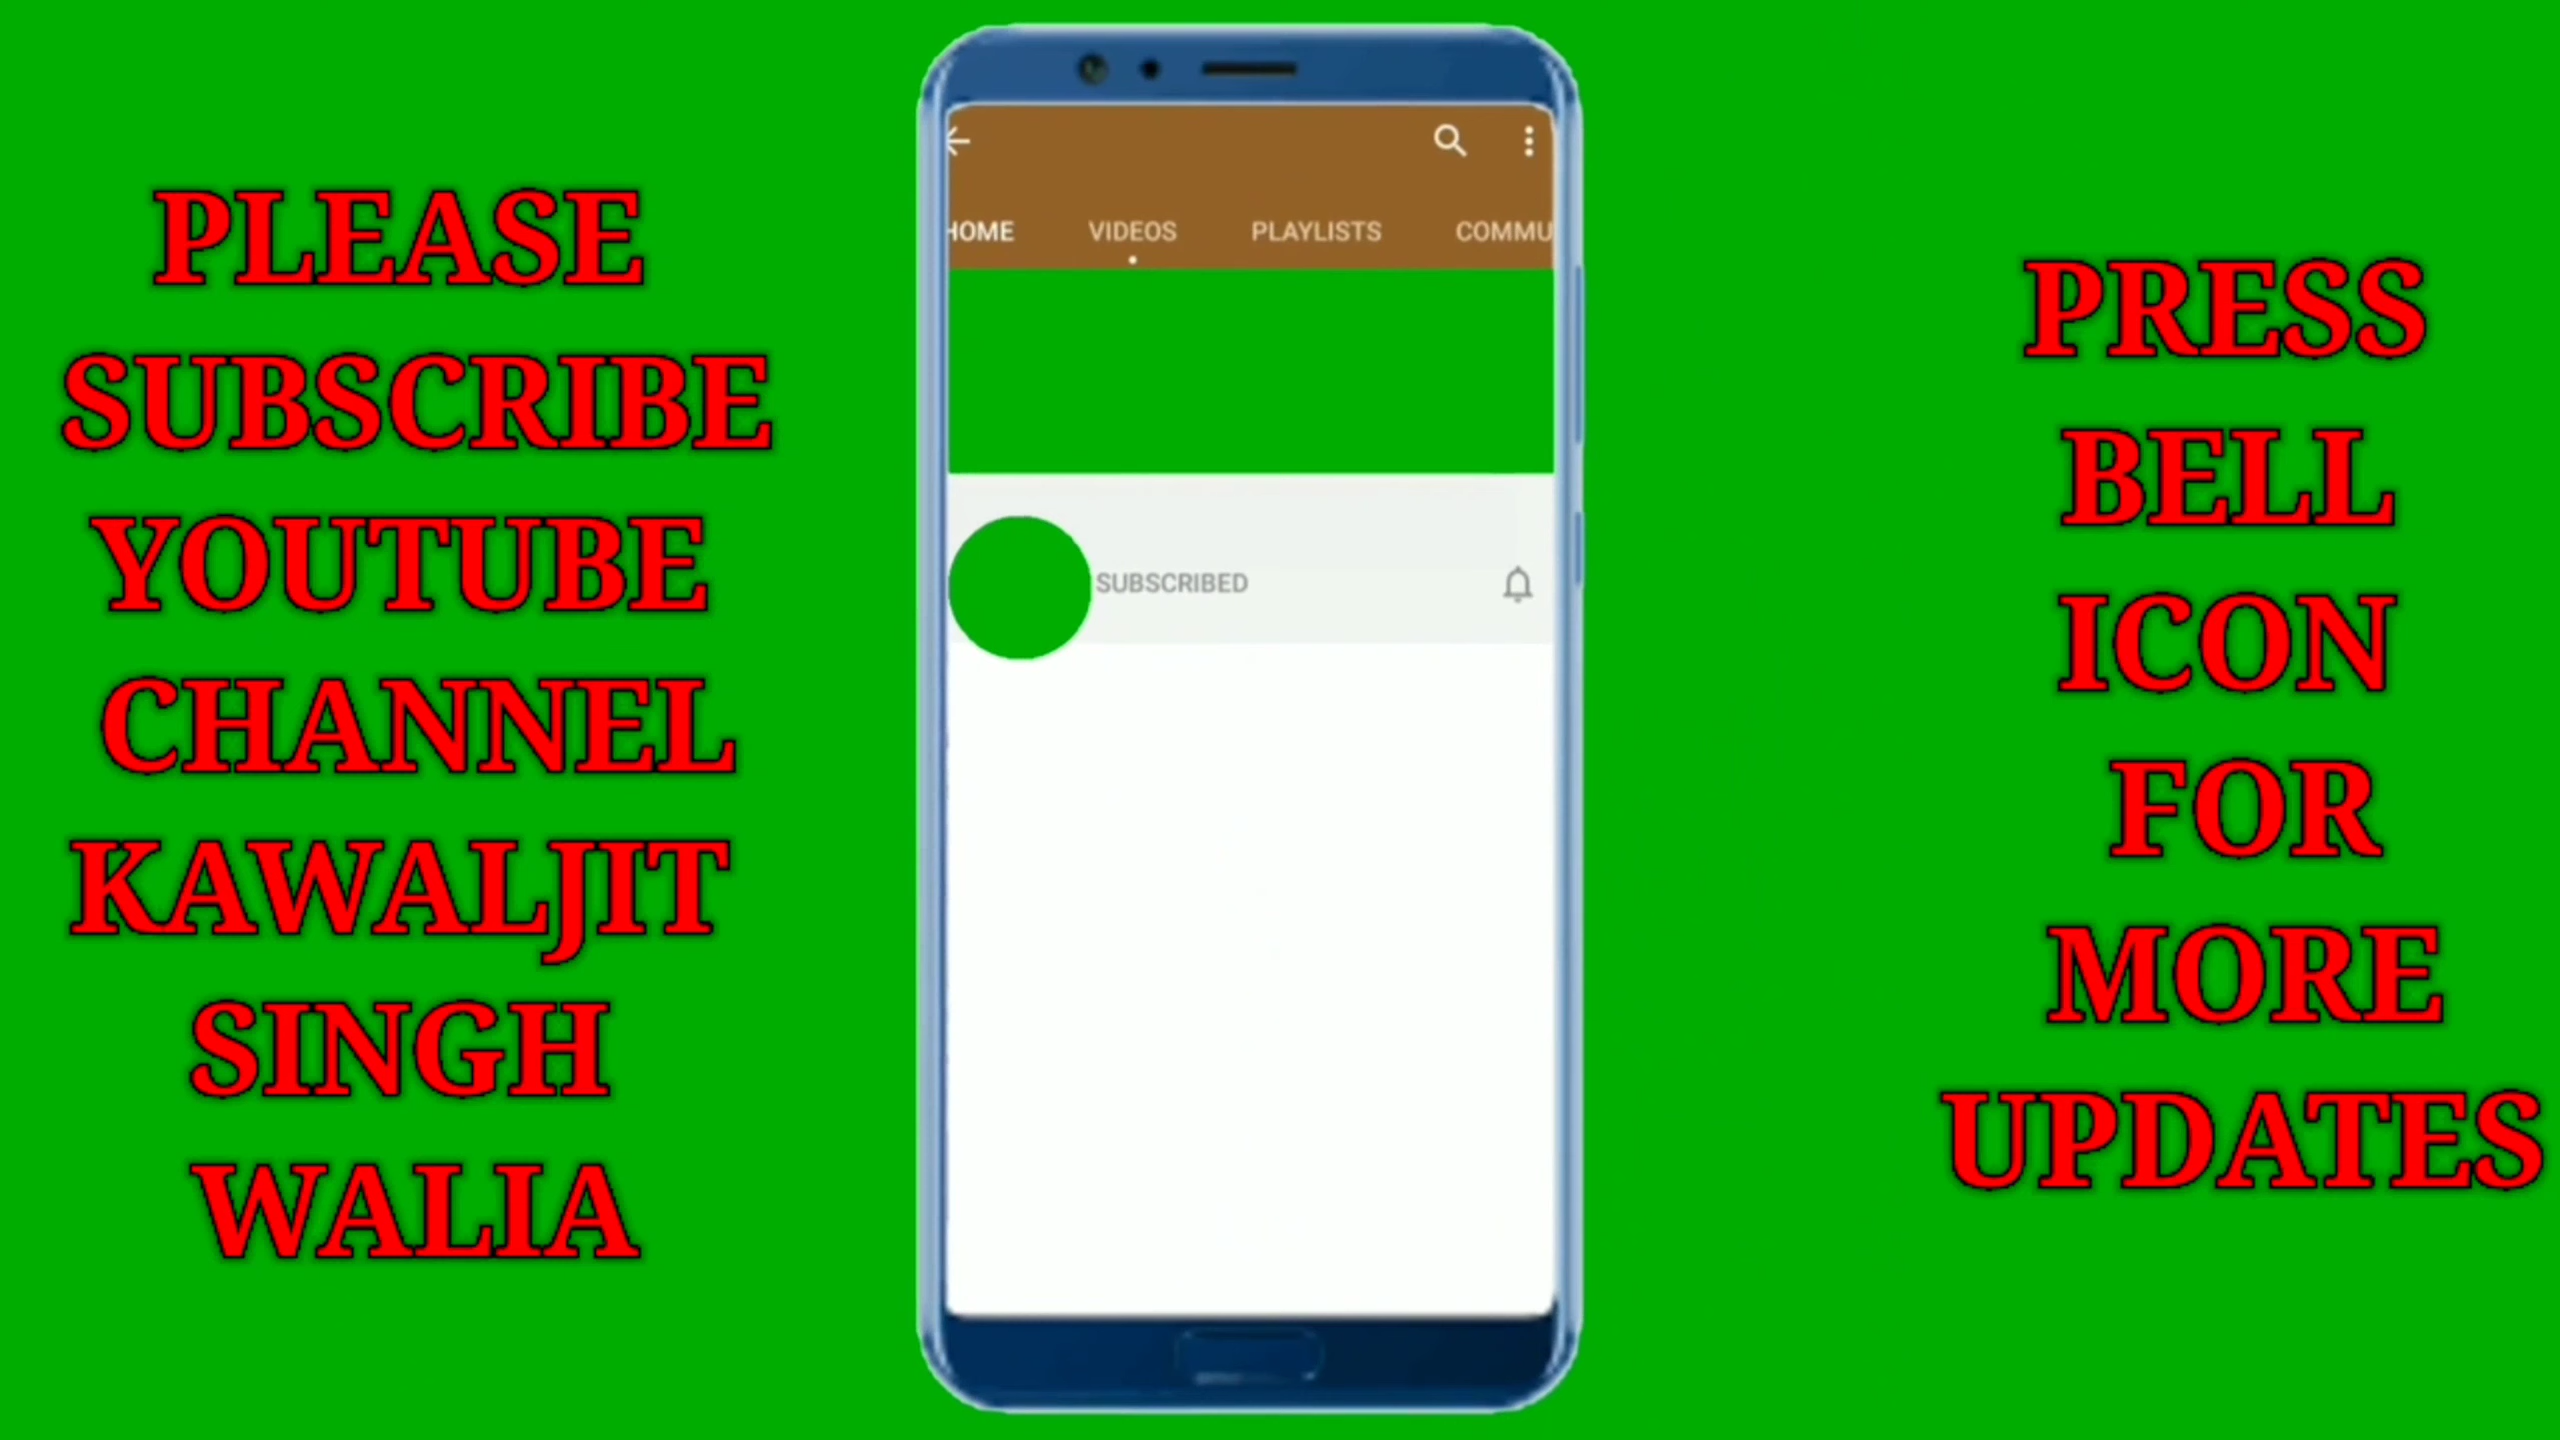 PLEASE
SUBSCRIBE
YOUTUBE
CHANNEL
KAWALJIT
SINGH
WALIA
HOME VIDEOS PLAYLISTS COMMU
SUBSCRIBED
PRESS
BELL
ICON
FOR
MORE
UPDATES